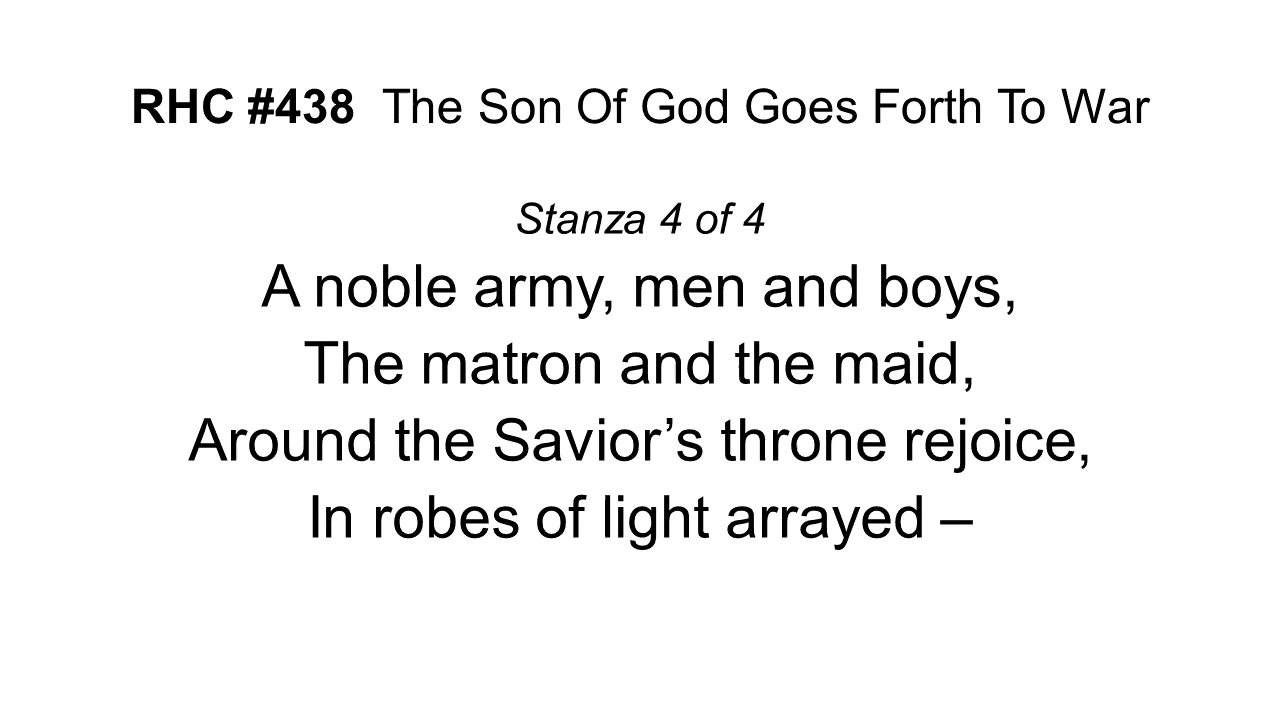 RHC #438 The Son Of God Goes Forth To War
Stanza 4 of 4
A noble army, men and boys,
The matron and the maid,
Around the Savior’s throne rejoice,
In robes of light arrayed –